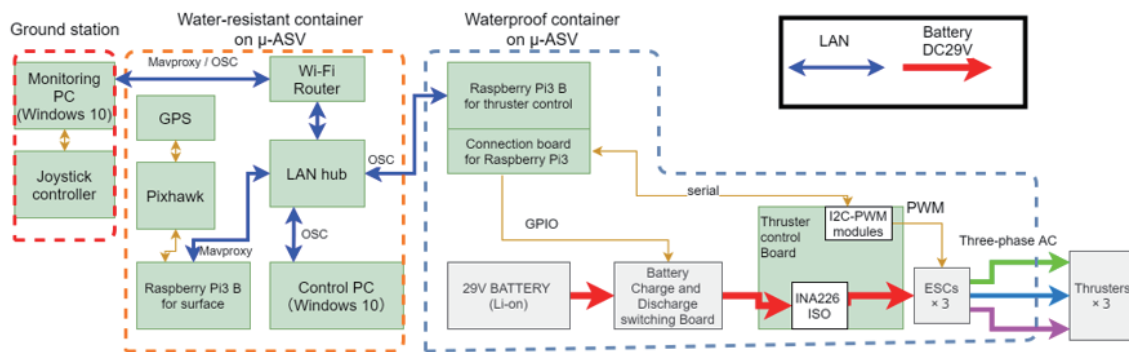 Ground station
Water-resistant container
on μ-ASV
Waterproof container
on μ-ASV
LAN
Battery
DC29V
Monitoring
PC
(Windows 10)
Joystick
controller
Mavproxy / OSC
Wi-Fi
Router
GPS
Pixhawk
LAN hub
OSC
OSC
Mavproxy
Raspberry Pi3 B
for surface
Control PC
(Windows 10)
Raspberry Pi3 B
for thruster control
Connection board
for Raspberry Pi3
GPIO
serial
Thruster
control
Board
I2C-PWM
modules
PWM
29V BATTERY
(Li-on)
Battery
Charge and
Discharge
switching Board
INA226
ISO
ESCs
× 3
Three-phase AC
Thrusters
× 3